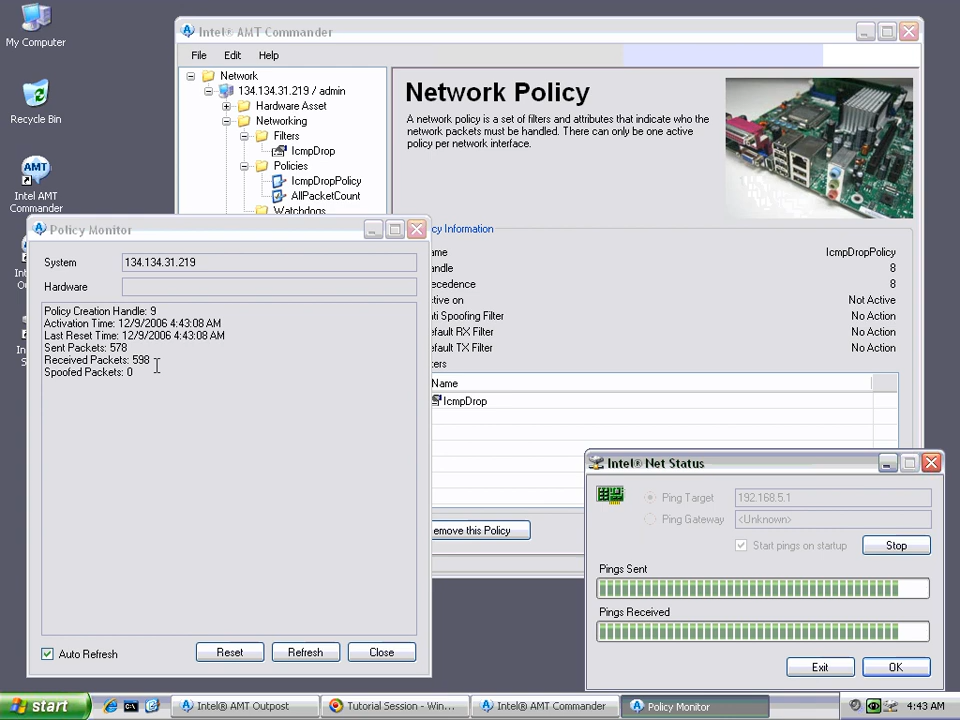 My Computer
Recycle Bin
AMT
Intel AMT
Commander
Intel® AMT Commander
File Edit Help
Network
134.134.31.219 / admin
Hardware Asset
Networking
Filters
IcmpDrop
Policies
IcmpDropPolicy
AllPacketCount
Watchdogs
Network Policy
A network policy is a set of filters and attributes that indicate who the
network packets must be handled. There can only be one active
policy per network interface.
cy Information
ame IcmpDropPolicy
andle 8
ecedence 8
tive on Not Active
ti Spoofing Filter No Action
efault RX Filter No Action
efault TX Filter No Action
ters
Name
IcmpDrop
emove this Policy
Policy Monitor
System 134.134.31.219
Hardware
Policy Creation Handle: 9
Activation Time: 12/9/2006 4:43:08 AM
Last Reset Time: 12/9/2006 4:43:08 AM
Sent Packets: 578
Received Packets: 598
Spoofed Packets: 0
Auto Refresh
Reset Refresh Close
Intel® Net Status
Ping Target 192.168.5.1
Ping Gateway <Unknown>
Start pings on startup Stop
Pings Sent
Pings Received
Exit OK
start
Intel® AMT Outpost
Tutorial Session - Win...
Intel® AMT Commander
Policy Monitor
4:43 AM